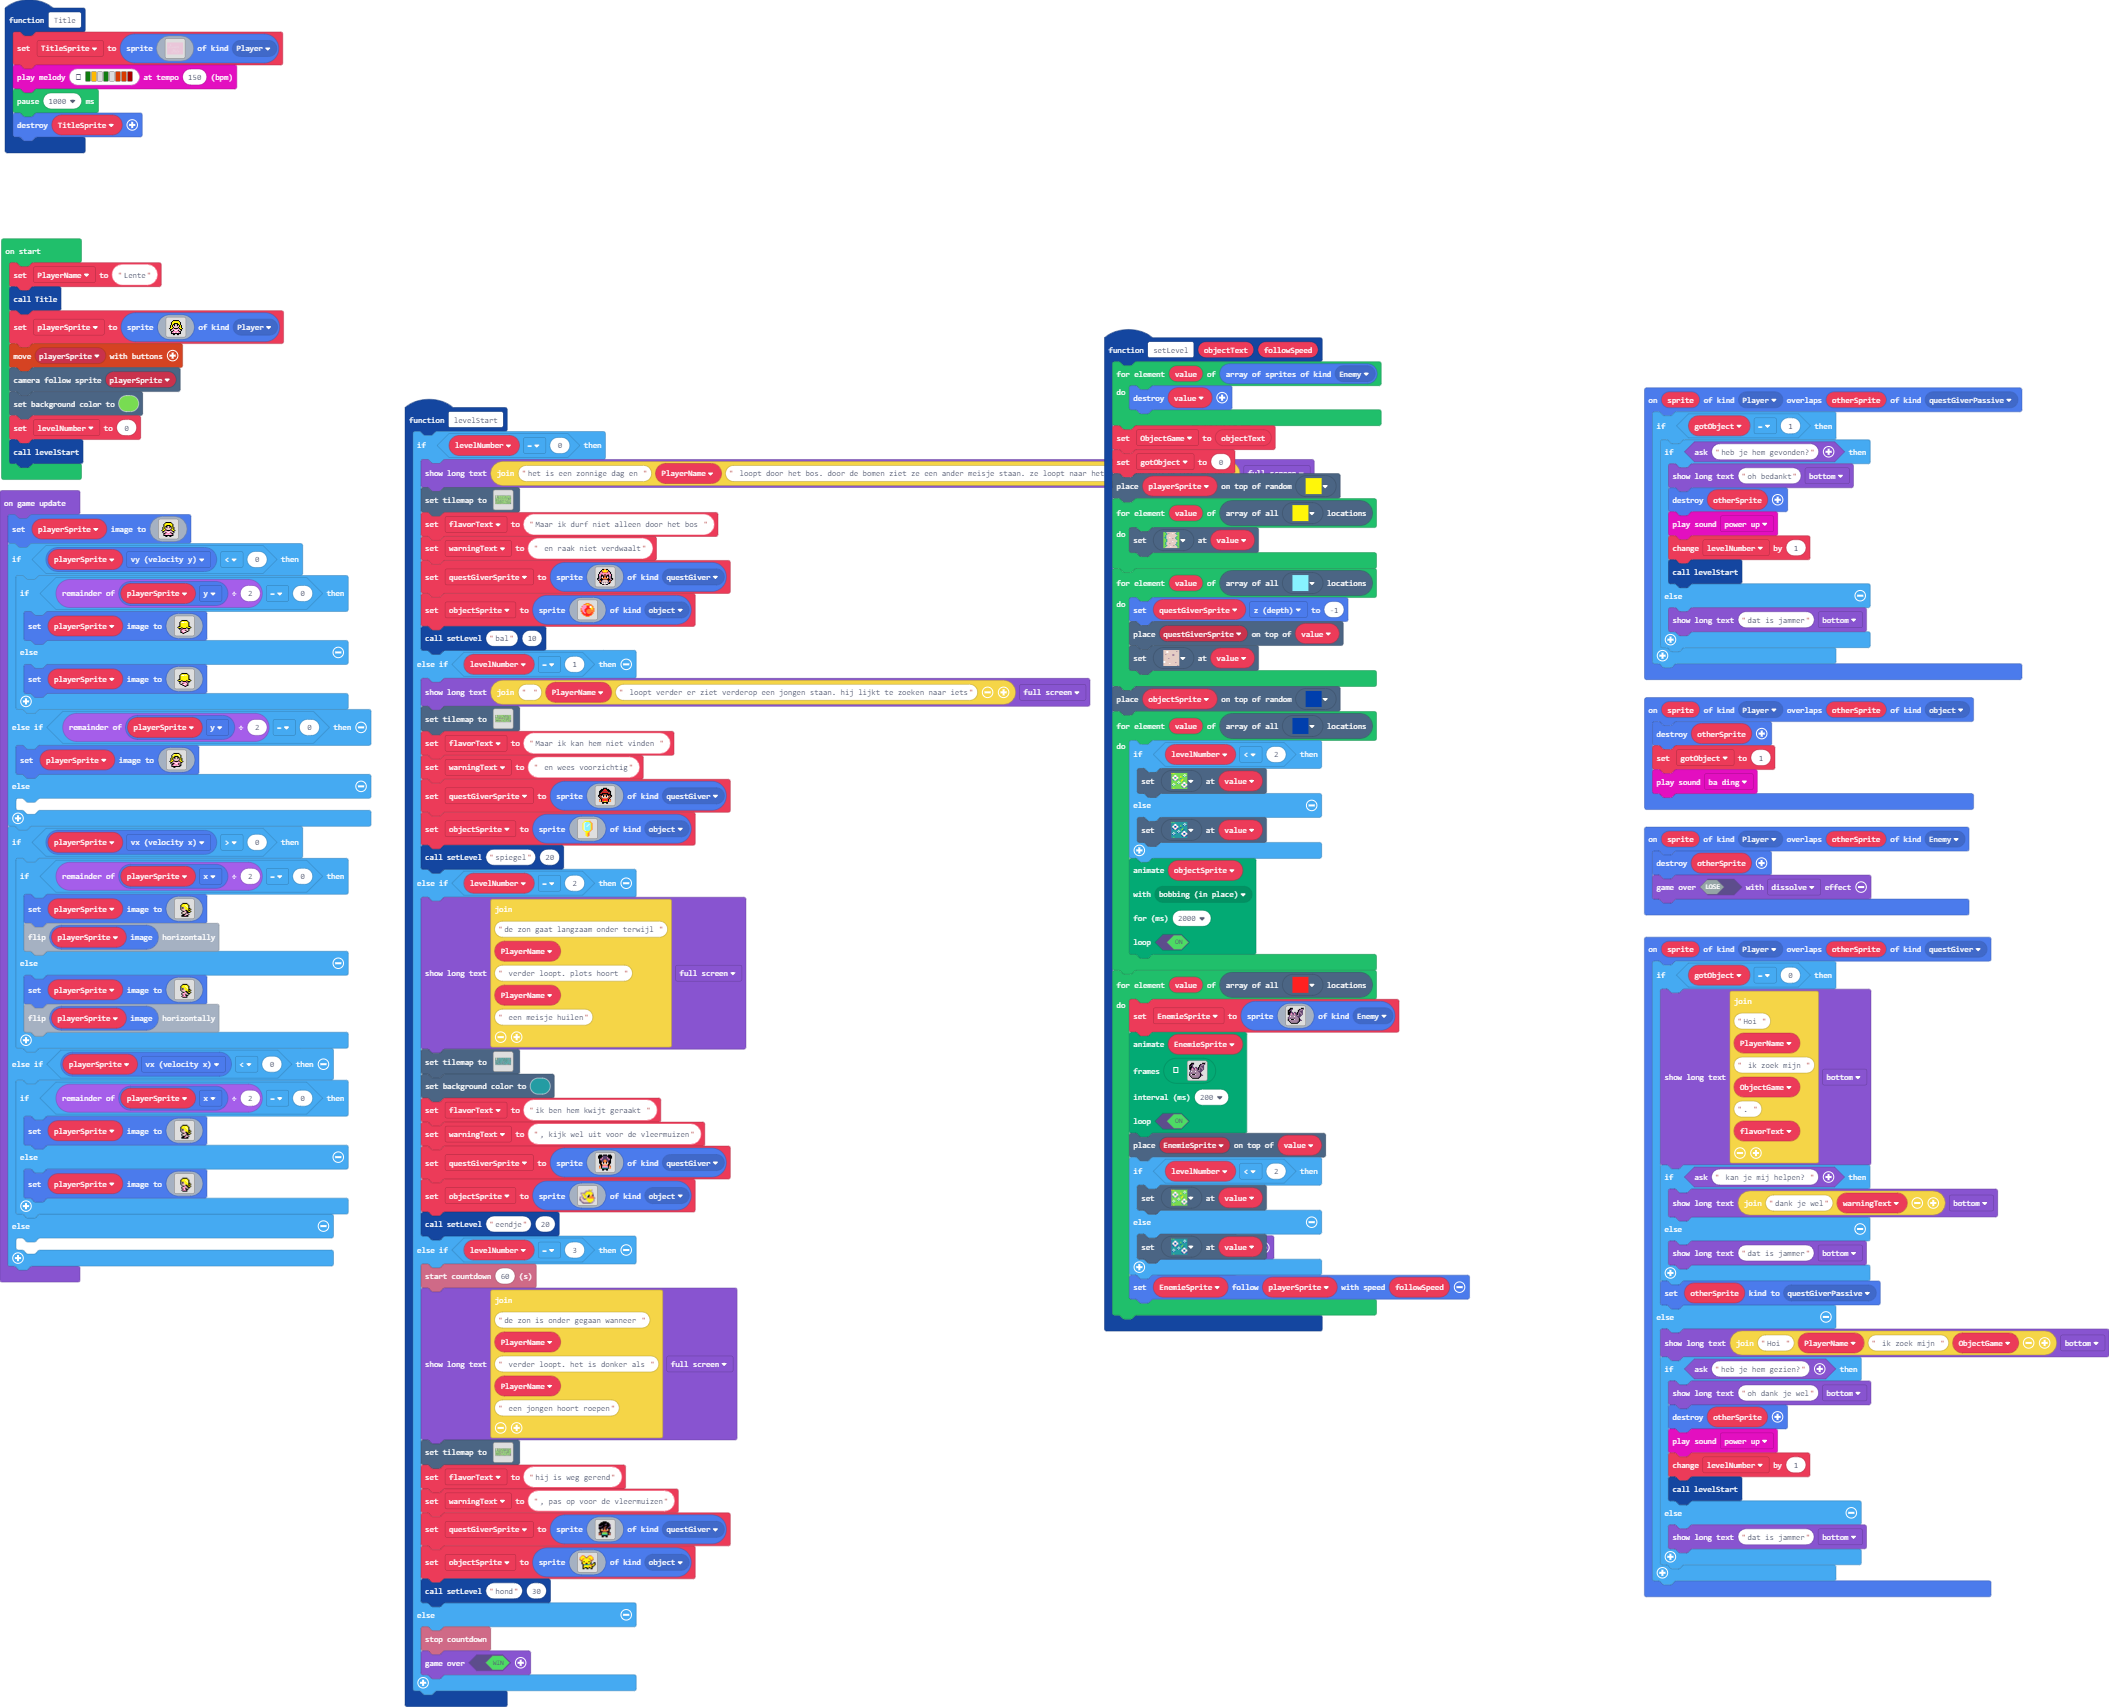 function Title
set TitleSprite to sprite of kind Player
play melody at tempo 150 (bpm)
pause 1000 ms
destroy TitleSprite
on start
set PlayerName to "Lente"
call Title
set playerSprite to sprite of kind Player
move playerSprite with buttons
camera follow sprite playerSprite
set background color to
set levelNumber to 0
call levelStart
on game update
set playerSprite image to
if playerSprite vy (velocity y) < 0 then
if remainder of playerSprite y ÷ 2 = 0 then
set playerSprite image to
else
set playerSprite image to
else if remainder of playerSprite y ÷ 2 = 0 then
set playerSprite image to
else
if playerSprite vx (velocity x) > 0 then
if remainder of playerSprite x ÷ 2 = 0 then
set playerSprite image to
flip playerSprite image horizontally
else
set playerSprite image to
flip playerSprite image horizontally
else if playerSprite vx (velocity x) < 0 then
if remainder of playerSprite x ÷ 2 = 0 then
set playerSprite image to
else
set playerSprite image to
else
function levelStart
if levelNumber = 0 then
show long text join "het is een zonnige dag en " PlayerName " loopt door het bos. door de bomen ziet ze een ander meisje staan. ze loopt naar het full screen
set tilemap to
set flavorText to "Maar ik durf niet alleen door het bos "
set warningText to " en raak niet verdwaalt"
set questGiverSprite to sprite of kind questGiver
set objectSprite to sprite of kind object
call setLevel "bal" 10
else if levelNumber = 1 then
show long text join " " PlayerName " loopt verder er ziet verderop een jongen staan. hij lijkt te zoeken naar iets" full screen
set tilemap to
set flavorText to "Maar ik kan hem niet vinden "
set warningText to " en wees voorzichtig"
set questGiverSprite to sprite of kind questGiver
set objectSprite to sprite of kind object
call setLevel "spiegel" 20
else if levelNumber = 2 then
show long text join
"de zon gaat langzaam onder terwijl "
PlayerName
" verder loopt. plots hoort "
PlayerName
" een meisje huilen"
full screen
set tilemap to
set background color to
set flavorText to "ik ben hem kwijt geraakt "
set warningText to ", kijk wel uit voor de vleermuizen"
set questGiverSprite to sprite of kind questGiver
set objectSprite to sprite of kind object
call setLevel "eendje" 20
else if levelNumber = 3 then
start countdown 60 (s)
show long text join
"de zon is onder gegaan wanneer "
PlayerName
" verder loopt. het is donker als "
PlayerName
" een jongen hoort roepen"
full screen
set tilemap to
set flavorText to "hij is weg gerend"
set warningText to ", pas op voor de vleermuizen"
set questGiverSprite to sprite of kind questGiver
set objectSprite to sprite of kind object
call setLevel "hond" 30
else
stop countdown
game over WIN
function setLevel objectText followSpeed
for element value of array of sprites of kind Enemy
do destroy value
set ObjectGame to objectText
set gotObject to 0
place playerSprite on top of random
for element value of array of all locations
do set at value
for element value of array of all locations
do set questGiverSprite z (depth) to -1
place questGiverSprite on top of value
set at value
place objectSprite on top of random
for element value of array of all locations
do if levelNumber < 2 then
set at value
else
set at value
animate objectSprite
with bobbing (in place)
for (ms) 2000
loop ON
for element value of array of all locations
do set EnemieSprite to sprite of kind Enemy
animate EnemieSprite
frames
interval (ms) 200
loop ON
place EnemieSprite on top of value
if levelNumber < 2 then
set at value
else
set at value
set EnemieSprite follow playerSprite with speed followSpeed
on sprite of kind Player overlaps otherSprite of kind questGiverPassive
if gotObject = 1 then
if ask "heb je hem gevonden?" then
show long text "oh bedankt" bottom
destroy otherSprite
play sound power up
change levelNumber by 1
call levelStart
else
show long text "dat is jammer" bottom
on sprite of kind Player overlaps otherSprite of kind object
destroy otherSprite
set gotObject to 1
play sound ba ding
on sprite of kind Player overlaps otherSprite of kind Enemy
destroy otherSprite
game over LOSE with dissolve effect
on sprite of kind Player overlaps otherSprite of kind questGiver
if gotObject = 0 then
show long text join
"Hoi "
PlayerName
" ik zoek mijn "
ObjectGame
". "
flavorText
bottom
if ask " kan je mij helpen? " then
show long text join "dank je wel" warningText bottom
else
show long text "dat is jammer" bottom
set otherSprite kind to questGiverPassive
else
show long text join "Hoi " PlayerName " ik zoek mijn " ObjectGame bottom
if ask "heb je hem gezien?" then
show long text "oh dank je wel" bottom
destroy otherSprite
play sound power up
change levelNumber by 1
call levelStart
else
show long text "dat is jammer" bottom